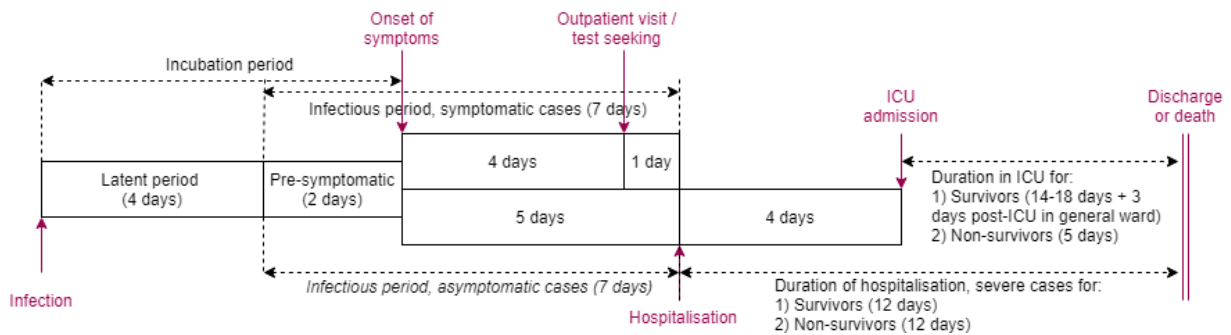 Onset of
symptoms
Outpatient visit /
test seeking
Incubation period
Infectious period, symptomatic cases (7 days)
ICU
admission
Discharge
or death
Latent period
(4 days)
Pre-symptomatic
(2 days)
4 days
1 day
5 days
4 days
Duration in ICU for:
1) Survivors (14-18 days + 3
days post-ICU in general ward)
2) Non-survivors (5 days)
Infection
Infectious period, asymptomatic cases (7 days)
Hospitalisation
Duration of hospitalisation, severe cases for:
1) Survivors (12 days)
2) Non-survivors (12 days)